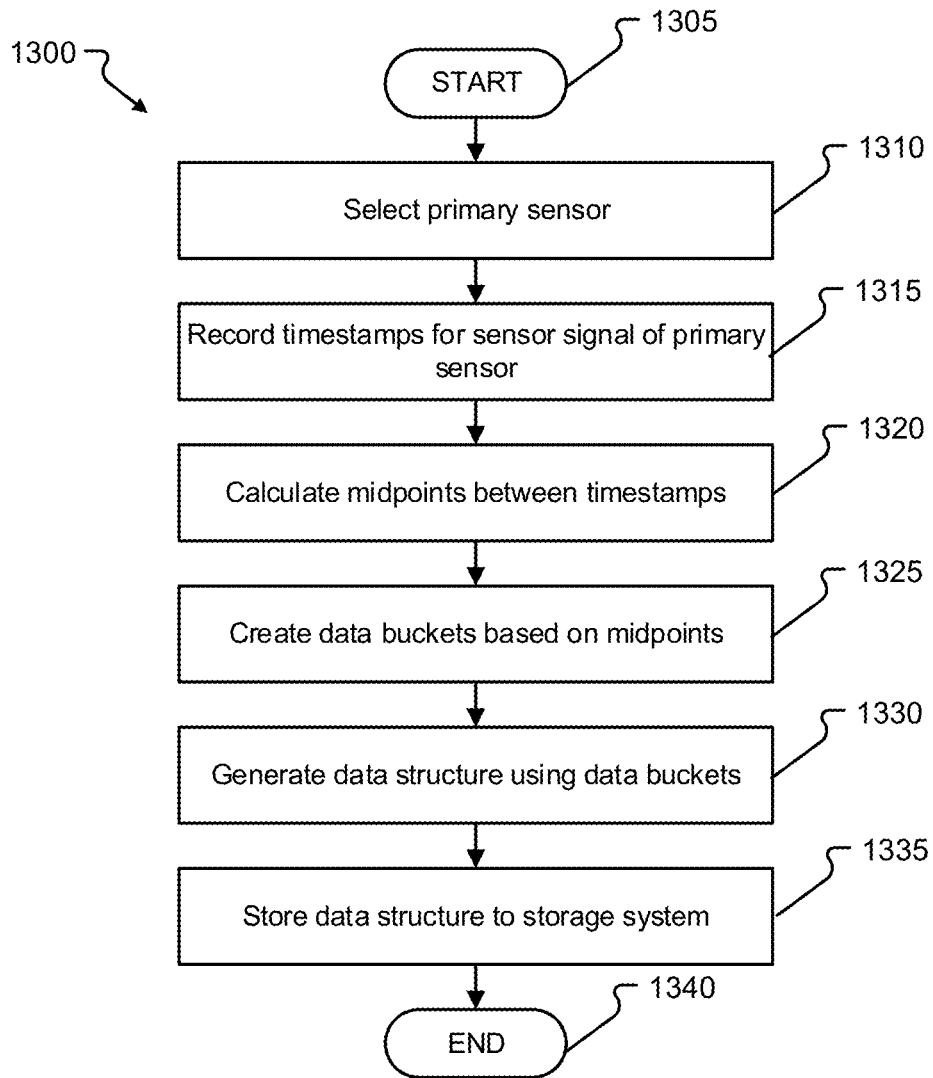 1300
1305
START
1310
Select primary sensor
1315
Record timestamps for sensor signal of primary
sensor
1320
Calculate midpoints between timestamps
1325
Create data buckets based on midpoints
1330
Generate data structure using data buckets
1335
Store data structure to storage system
1340
END